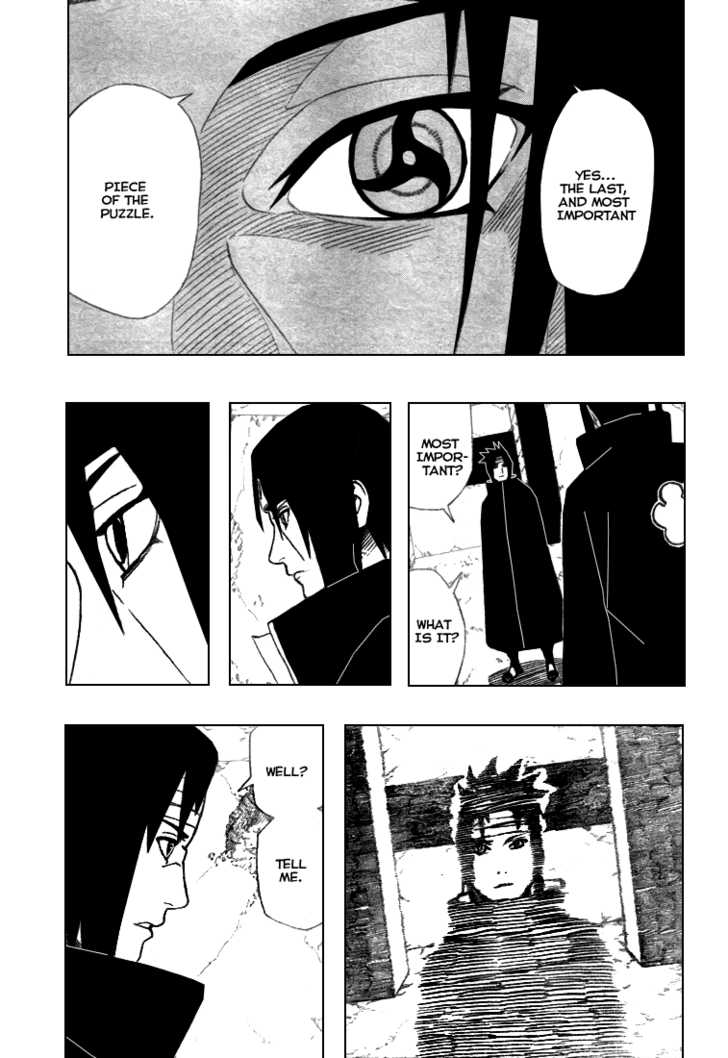 YES...
THE LAST,
AND MOST
IMPORTANT
PIECE
OF THE
PUZZLE.
MOST
IMPOR-
TANT?
WHAT
IS IT?
WELL?
TELL
ME.